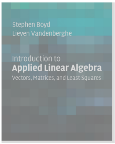 Stephen Boyd
Lieven Vandenberghe
Introduction to
Applied Linear Algebra
Vectors, Matrices, and Least Squares